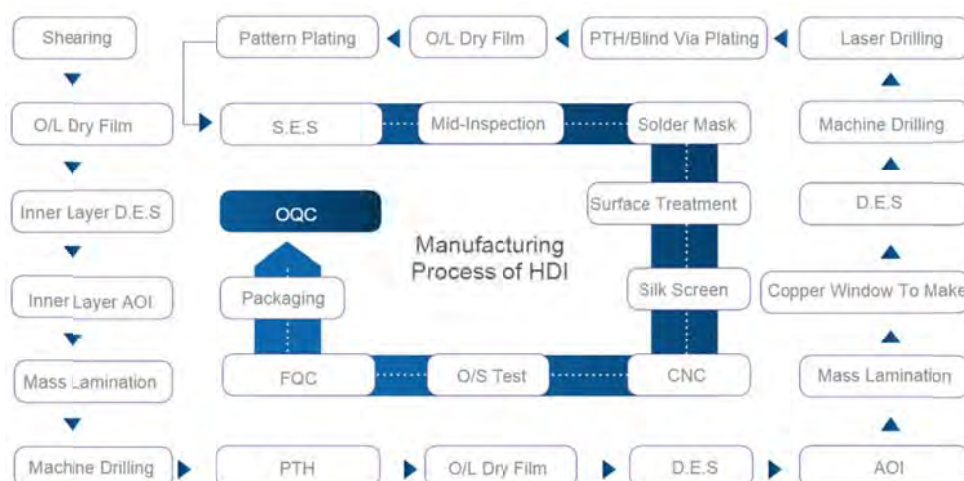 Shearing
O/L Dry Film
Inner Layer D.E.S
Inner Layer AOI
Mass Lamination
Machine Drilling
PTH
O/L Dry Film
D.E.S
AOI
Mass Lamination
Copper Window To Make
D.E.S
Machine Drilling
Laser Drilling
PTH/Blind Via Plating
O/L Dry Film
Pattern Plating
S.E.S
Mid-Inspection
Solder Mask
Surface Treatment
Silk Screen
CNC
O/S Test
FQC
Packaging
OQC
Manufacturing
Process of HDI